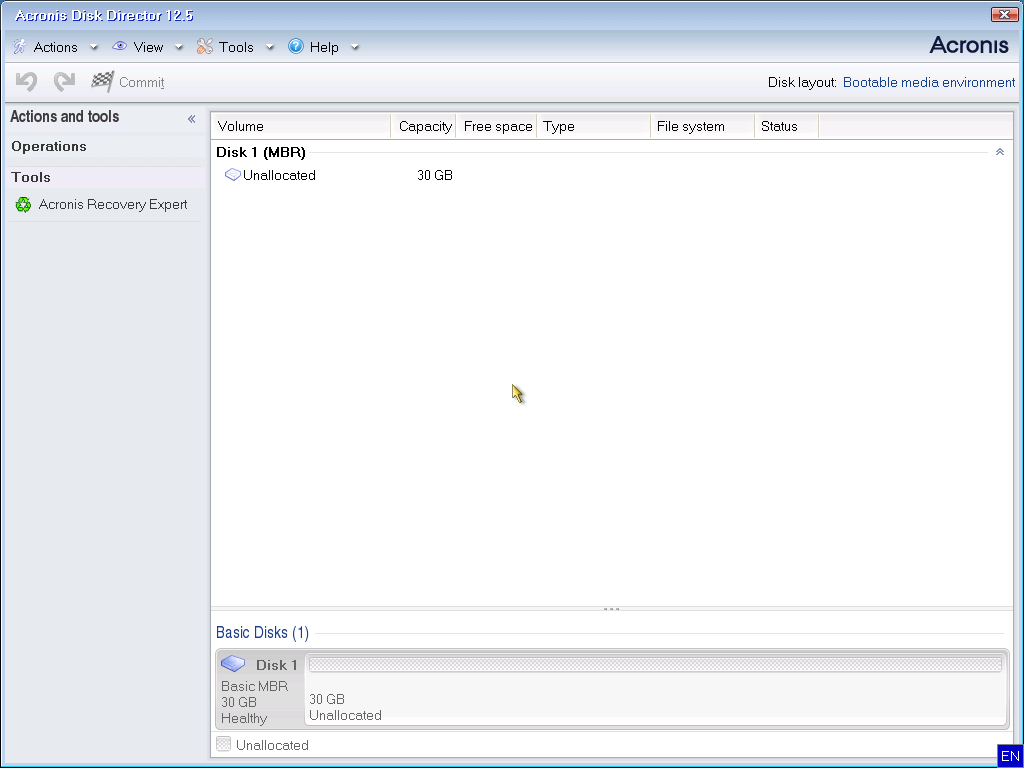 Acronis Disk Director 12.5
Actions View Tools Help Acronis
Commit Disk layout: Bootable media environment
Actions and tools «
Operations
Tools
Acronis Recovery Expert
Volume Capacity Free space Type File system Status
Disk 1 (MBR)
Unallocated 30 GB
Basic Disks (1)
Disk 1
Basic MBR
30 GB
Healthy
30 GB
Unallocated
Unallocated
EN